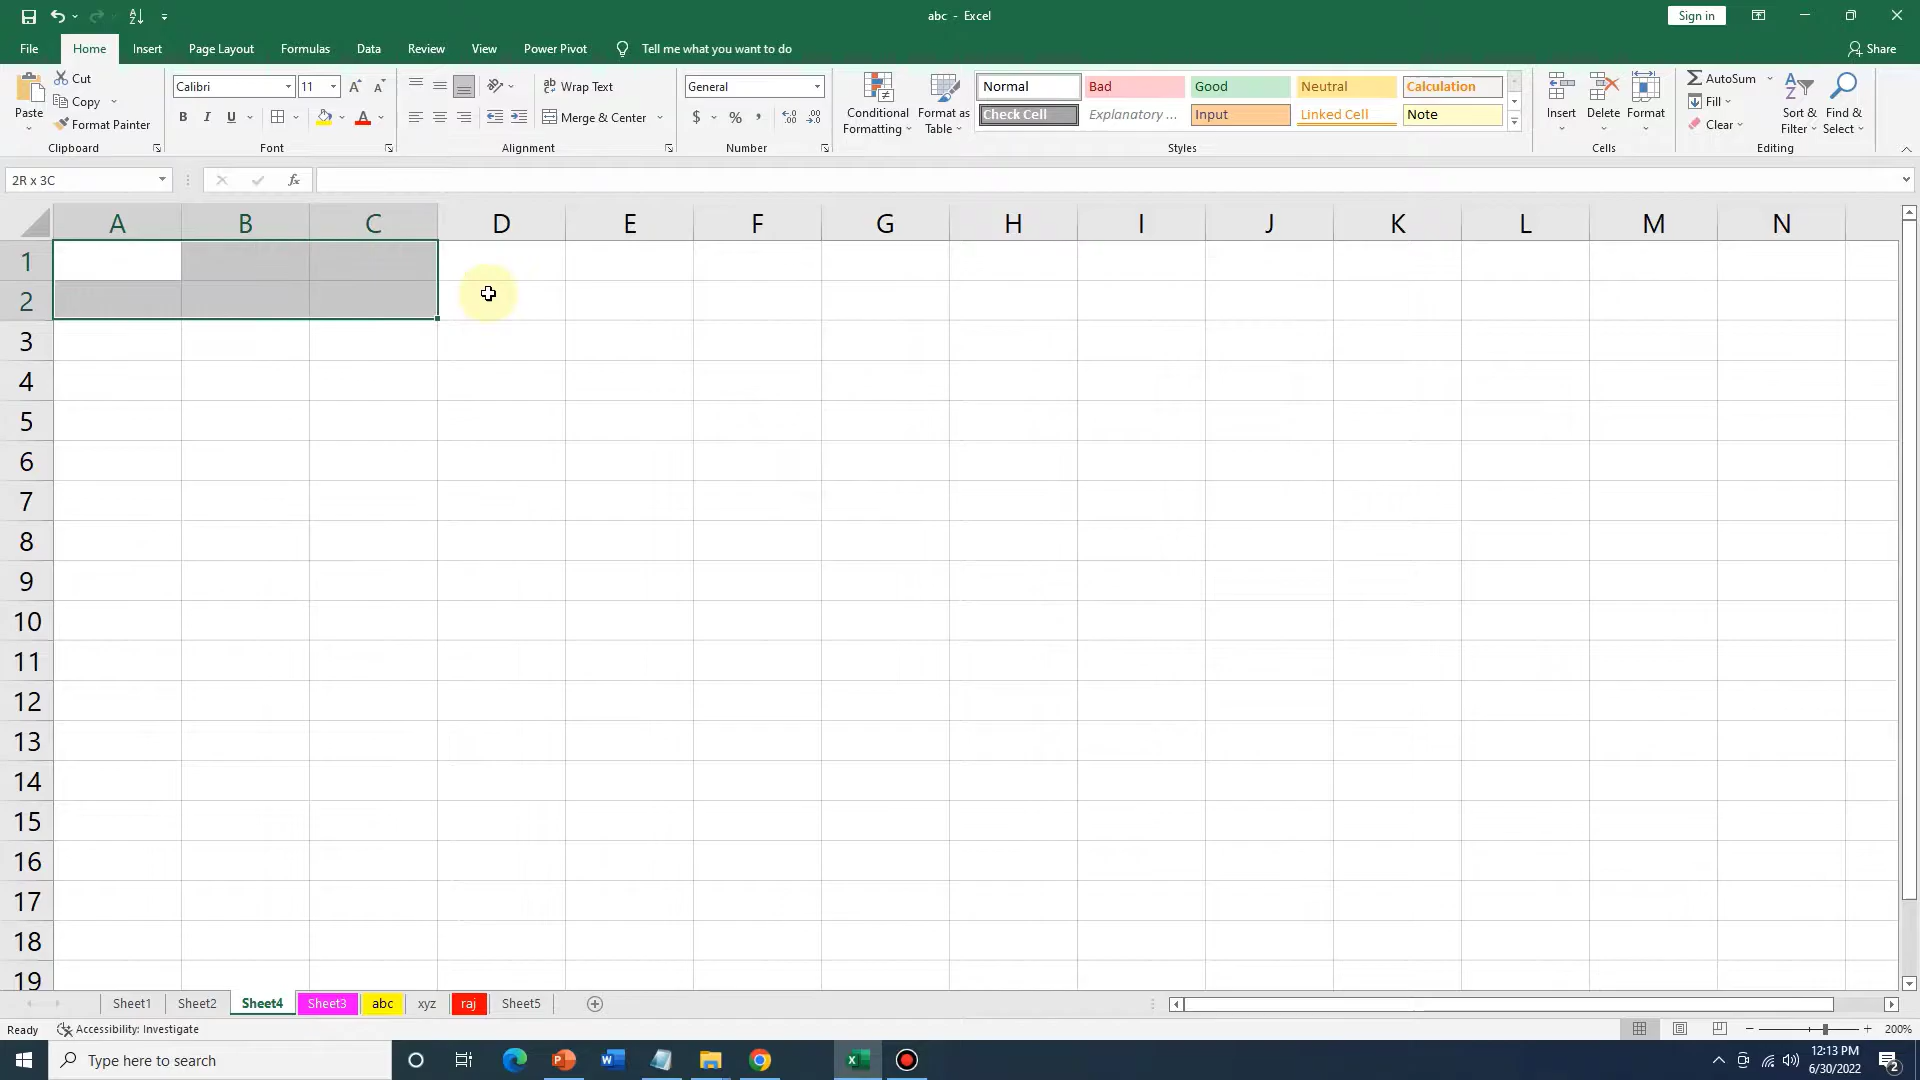 abc - Excel
Sign in
File Home Insert Page Layout Formulas Data Review View Power Pivot Tell me what you want to do Share
Paste Cut Copy Format Painter
Clipboard
Calibri 11
B I U A
Font
Wrap Text
Merge & Center
Alignment
General
$ % ,
Number
Conditional Formatting
Format as Table
Normal Bad Good Neutral Calculation
Check Cell Explanatory ... Input Linked Cell Note
Styles
Insert Delete Format
Cells
AutoSum
Fill
Clear
Sort & Filter
Find & Select
Editing
2R x 3C
fx
A B C D E F G H I J K L M N
1
2
3
4
5
6
7
8
9
10
11
12
13
14
15
16
17
18
19
Sheet1 Sheet2 Sheet4 Sheet3 abc xyz raj Sheet5
Ready Accessibility: Investigate 200%
Type here to search
12:13 PM
6/30/2022
2